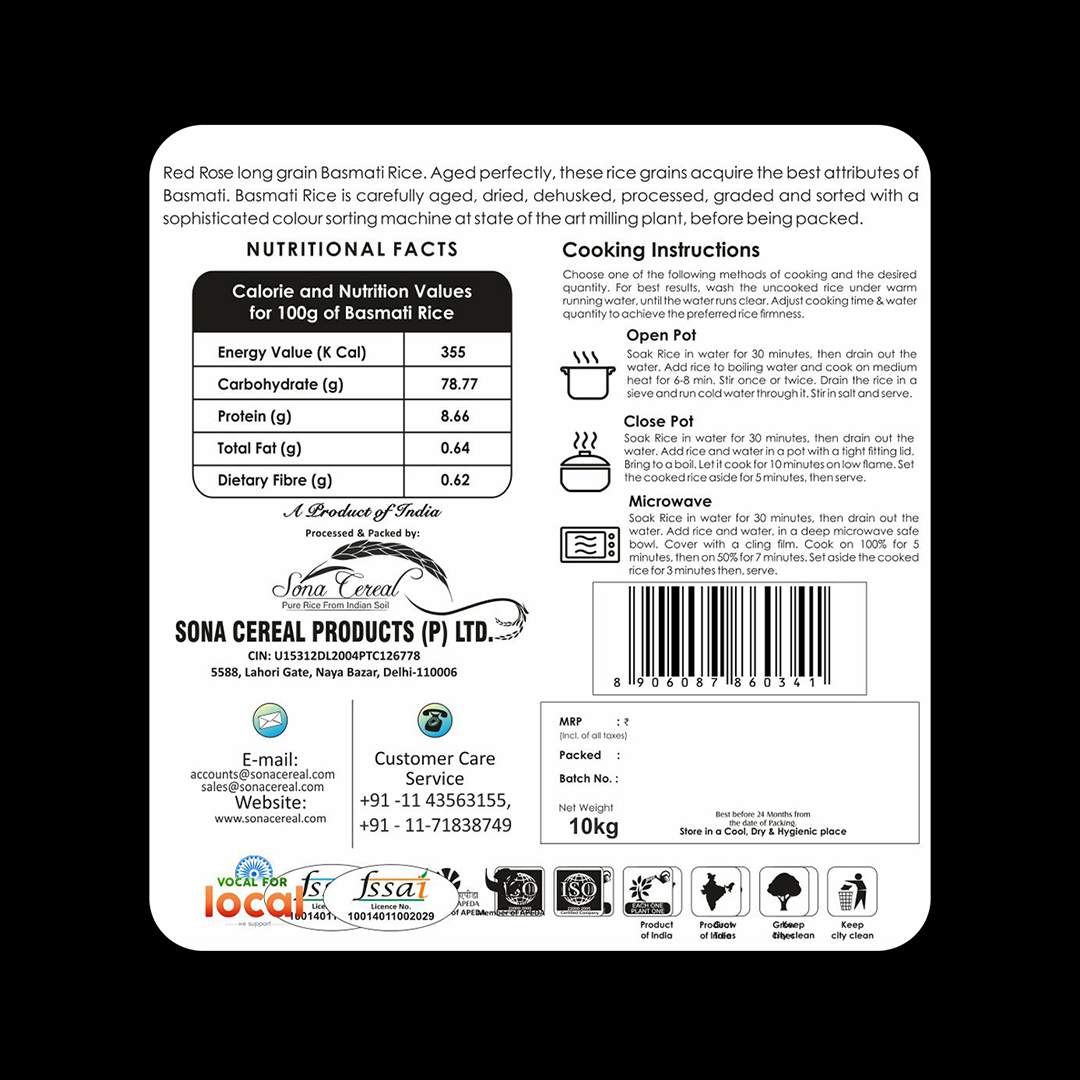 Red Rose long grain Basmati Rice. Aged perfectly, these rice grains acquire the best attributes of
Basmati. Basmati Rice is carefully aged, dried, dehusked, processed, graded and sorted with a
sophisticated colour sorting machine at state of the art milling plant, before being packed.
NUTRITIONAL FACTS
Calorie and Nutrition Values
for 100g of Basmati Rice
Energy Value (K Cal) 355
Carbohydrate (g) 78.77
Protein (g) 8.66
Total Fat (g) 0.64
Dietary Fibre (g) 0.62
A Product of India
Processed & Packed by:
Sona Cereal
Pure Rice From Indian Soil
SONA CEREAL PRODUCTS (P) LTD.
CIN: U15312DL2004PTC126778
5588, Lahori Gate, Naya Bazar, Delhi-110006
E-mail:
accounts@sonacereal.com
sales@sonacereal.com
Website:
www.sonacereal.com
Customer Care
Service
+91 -11 43563155,
+91 - 11-71838749
Cooking Instructions
Choose one of the following methods of cooking and the desired
quantity. For best results, wash the uncooked rice under warm
running water, until the water runs clear. Adjust cooking time & water
quantity to achieve the preferred rice firmness.
Open Pot
Soak Rice in water for 30 minutes, then drain out the
water. Add rice to boiling water and cook on medium
heat for 6-8 min. Stir once or twice. Drain the rice in a
sieve and run cold water through it. Stir in salt and serve.
Close Pot
Soak Rice in water for 30 minutes, then drain out the
water. Add rice and water in a pot with a tight fitting lid.
Bring to a boil. Let it cook for 10 minutes on low flame. Set
the cooked rice aside for 5 minutes, then serve.
Microwave
Soak Rice in water for 30 minutes, then drain out the
water. Add rice and water, in a deep microwave safe
bowl. Cover with a cling film. Cook on 100% for 5
minutes, then on 50% for 7 minutes. Set aside the cooked
rice for 3 minutes then, serve.
8 906087 860341
MRP : ₹
(Incl. of all taxes)
Packed :
Batch No. :
Net Weight
10kg
Best before 24 Months from
the date of Packing.
Store in a Cool, Dry & Hygienic place
VOCAL FOR
local
we support
fssai
Licence No.
10014011002029
Member of APEDA
ISO
22000:2005
Certified Company
EACH ONE
PLANT ONE
Product
of India
Keep
city clean